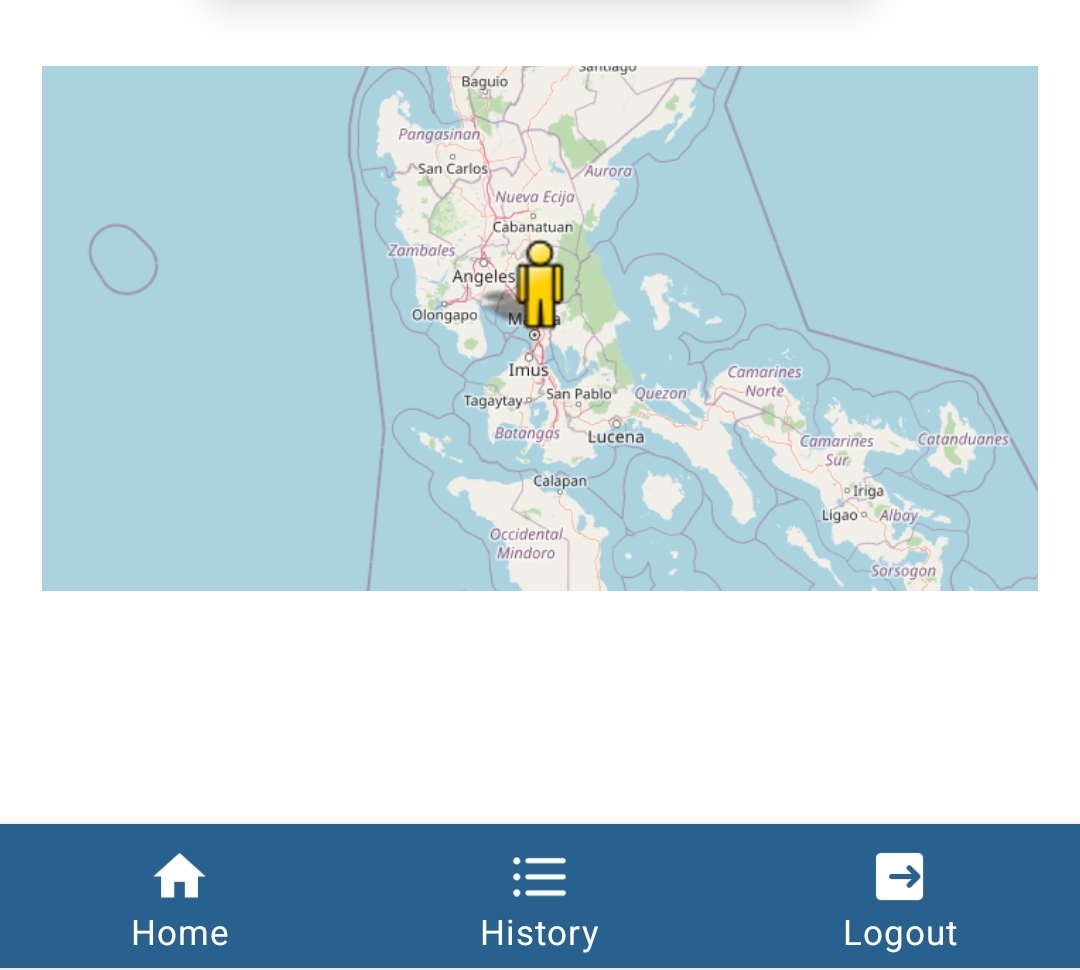 Santiago
Baguio
Pangasinan
San Carlos
Aurora
Nueva Ecija
Cabanatuan
Zambales
Angeles
Olongapo
Imus
Camarines
Norte
Tagaytay
San Pablo
Quezon
Batangas
Lucena
Camarines
Sur
Catanduanes
Calapan
Iriga
Ligao
Albay
Occidental
Mindoro
Sorsogon
Home
History
Logout